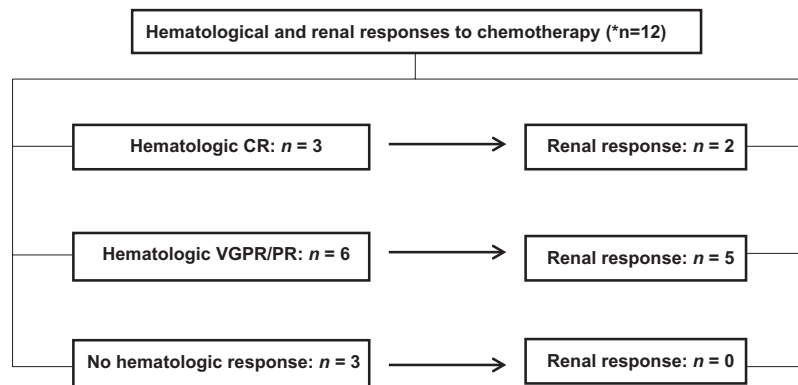 Hematological and renal responses to chemotherapy (*n=12)
Hematologic CR: n = 3
Renal response: n = 2
Hematologic VGPR/PR: n = 6
Renal response: n = 5
No hematologic response: n = 3
Renal response: n = 0